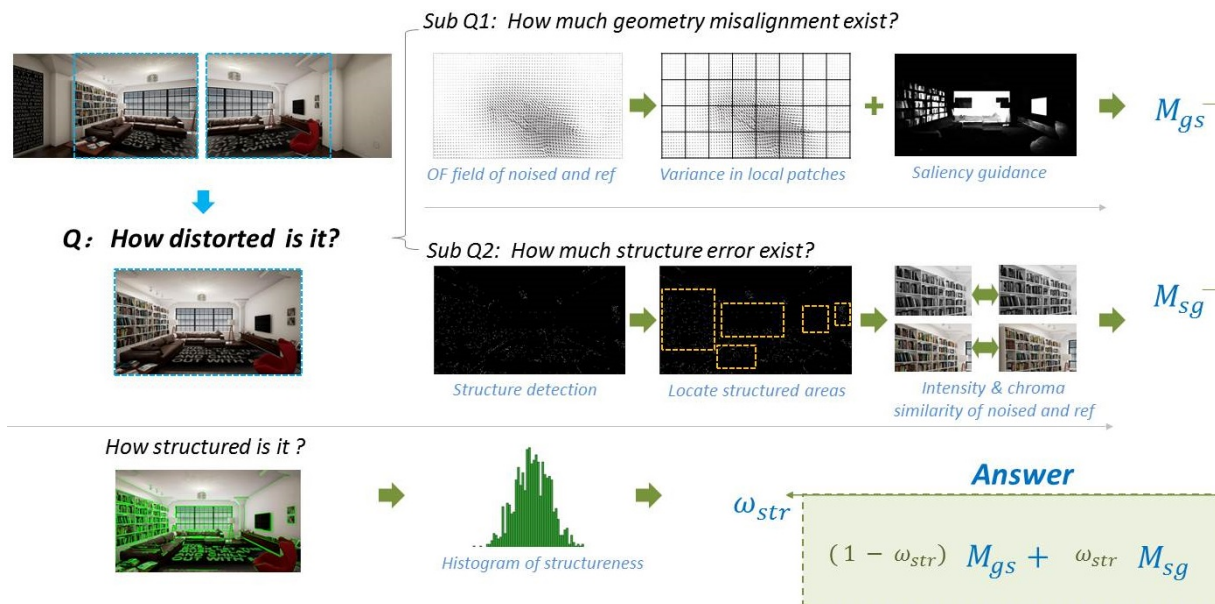 Sub Q1: How much geometry misalignment exist?
OF field of noised and ref
Variance in local patches
Saliency guidance
+
M_gs
Q: How distorted is it?
Sub Q2: How much structure error exist?
Structure detection
Locate structured areas
Intensity & chroma
similarity of noised and ref
M_sg
How structured is it ?
Histogram of structureness
ω_str
Answer
(1 − ω_str) M_gs + ω_str M_sg